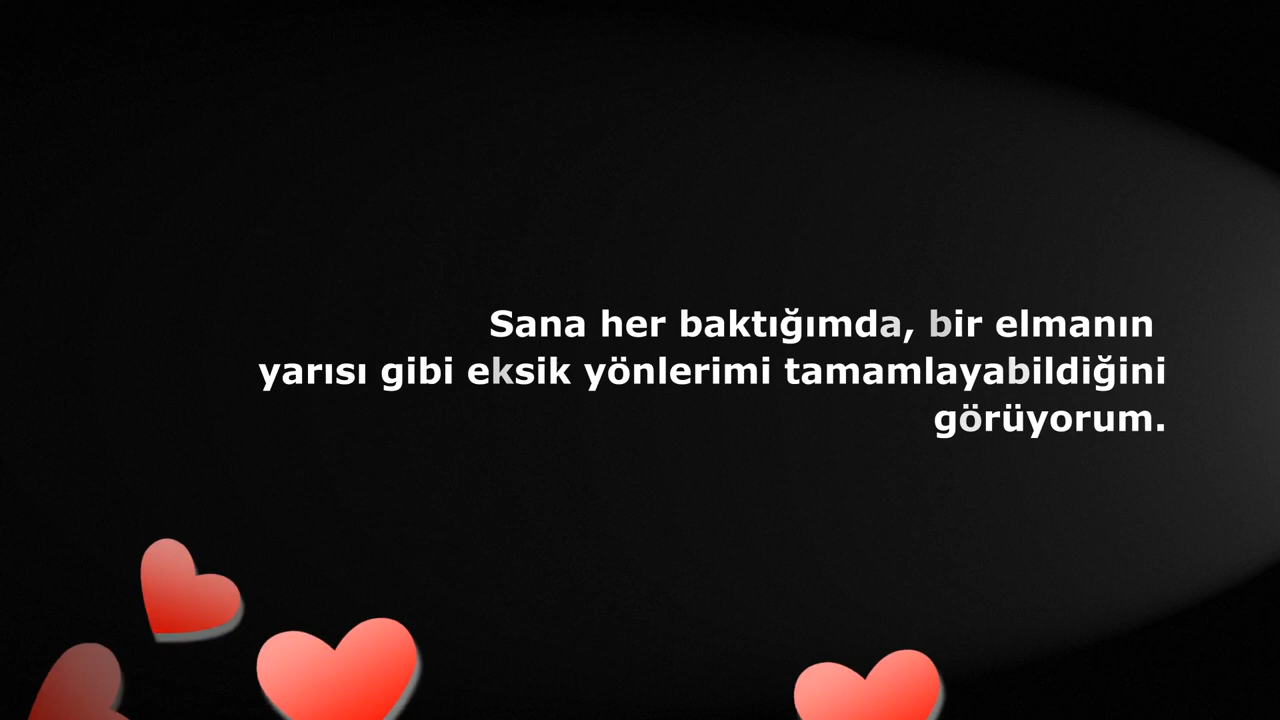 Sana her baktığımda, bir elmanın
yarısı gibi eksik yönlerimi tamamlayabildiğini
görüyorum.